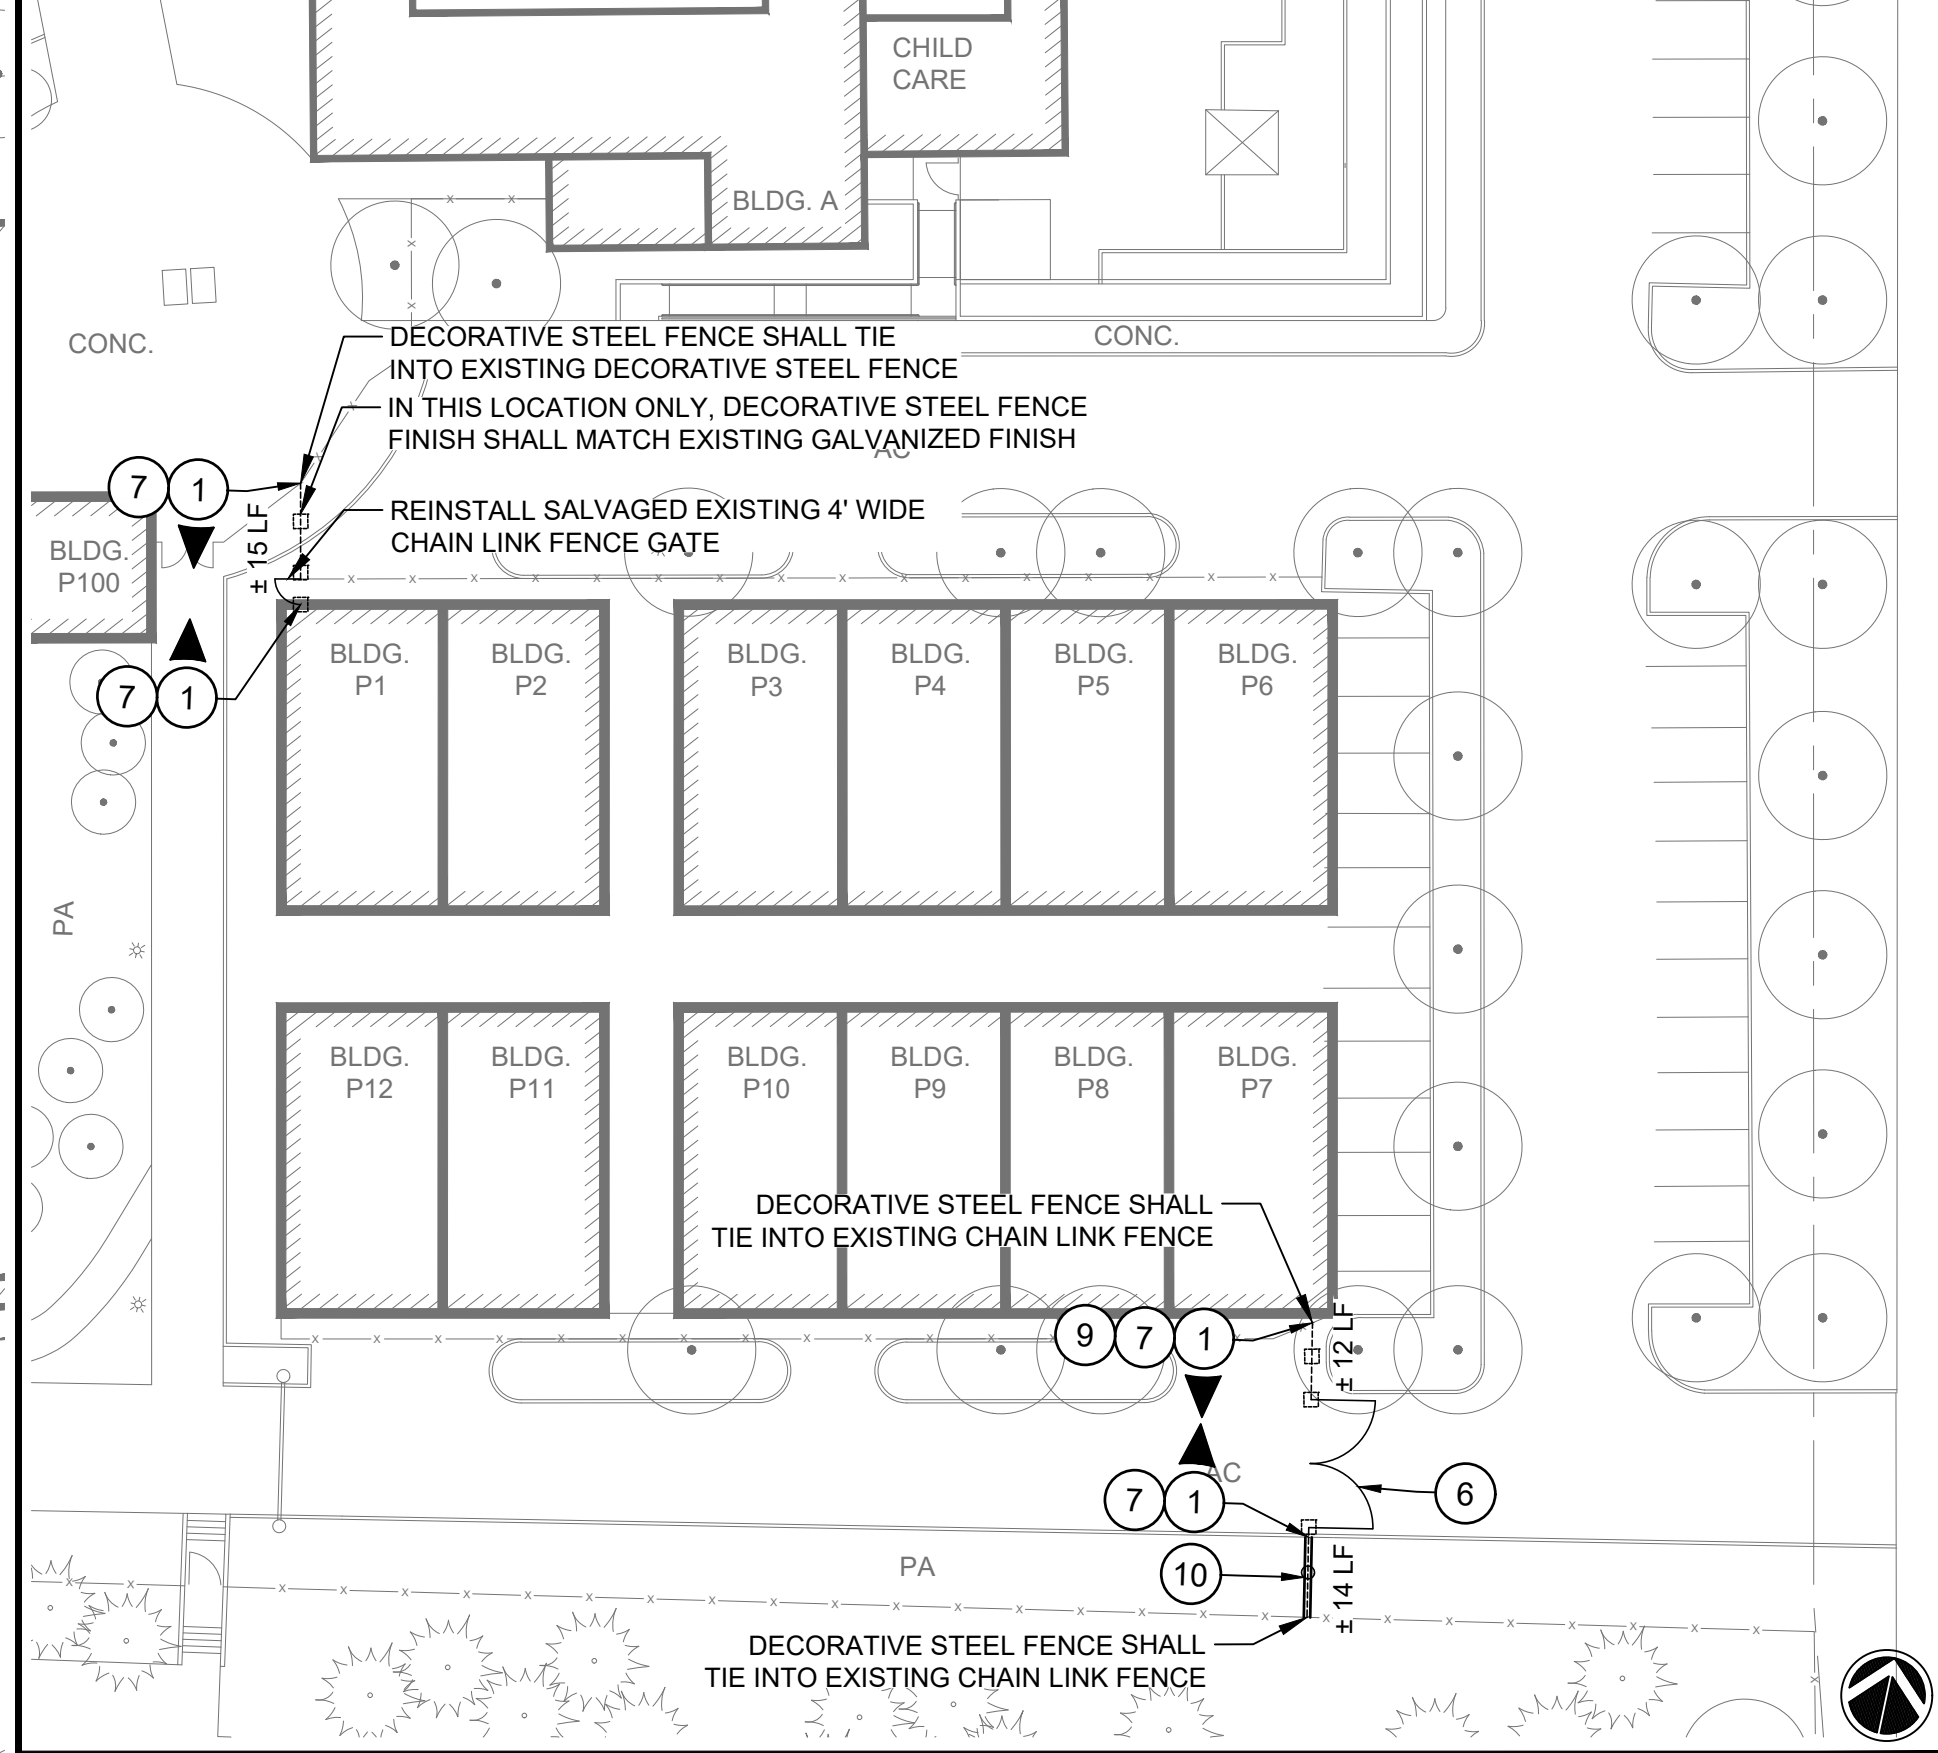 CHILD
CARE
BLDG. A
CONC.
CONC.
DECORATIVE STEEL FENCE SHALL TIE
INTO EXISTING DECORATIVE STEEL FENCE
IN THIS LOCATION ONLY, DECORATIVE STEEL FENCE
FINISH SHALL MATCH EXISTING GALVANIZED FINISH
AC
7 1
± 15 LF
REINSTALL SALVAGED EXISTING 4' WIDE
CHAIN LINK FENCE GATE
BLDG.
P100
7 1
BLDG.
P1
BLDG.
P2
BLDG.
P3
BLDG.
P4
BLDG.
P5
BLDG.
P6
PA
BLDG.
P12
BLDG.
P11
BLDG.
P10
BLDG.
P9
BLDG.
P8
BLDG.
P7
DECORATIVE STEEL FENCE SHALL
TIE INTO EXISTING CHAIN LINK FENCE
9 7 1
± 12 LF
AC
7 1
6
PA
10
± 14 LF
DECORATIVE STEEL FENCE SHALL
TIE INTO EXISTING CHAIN LINK FENCE